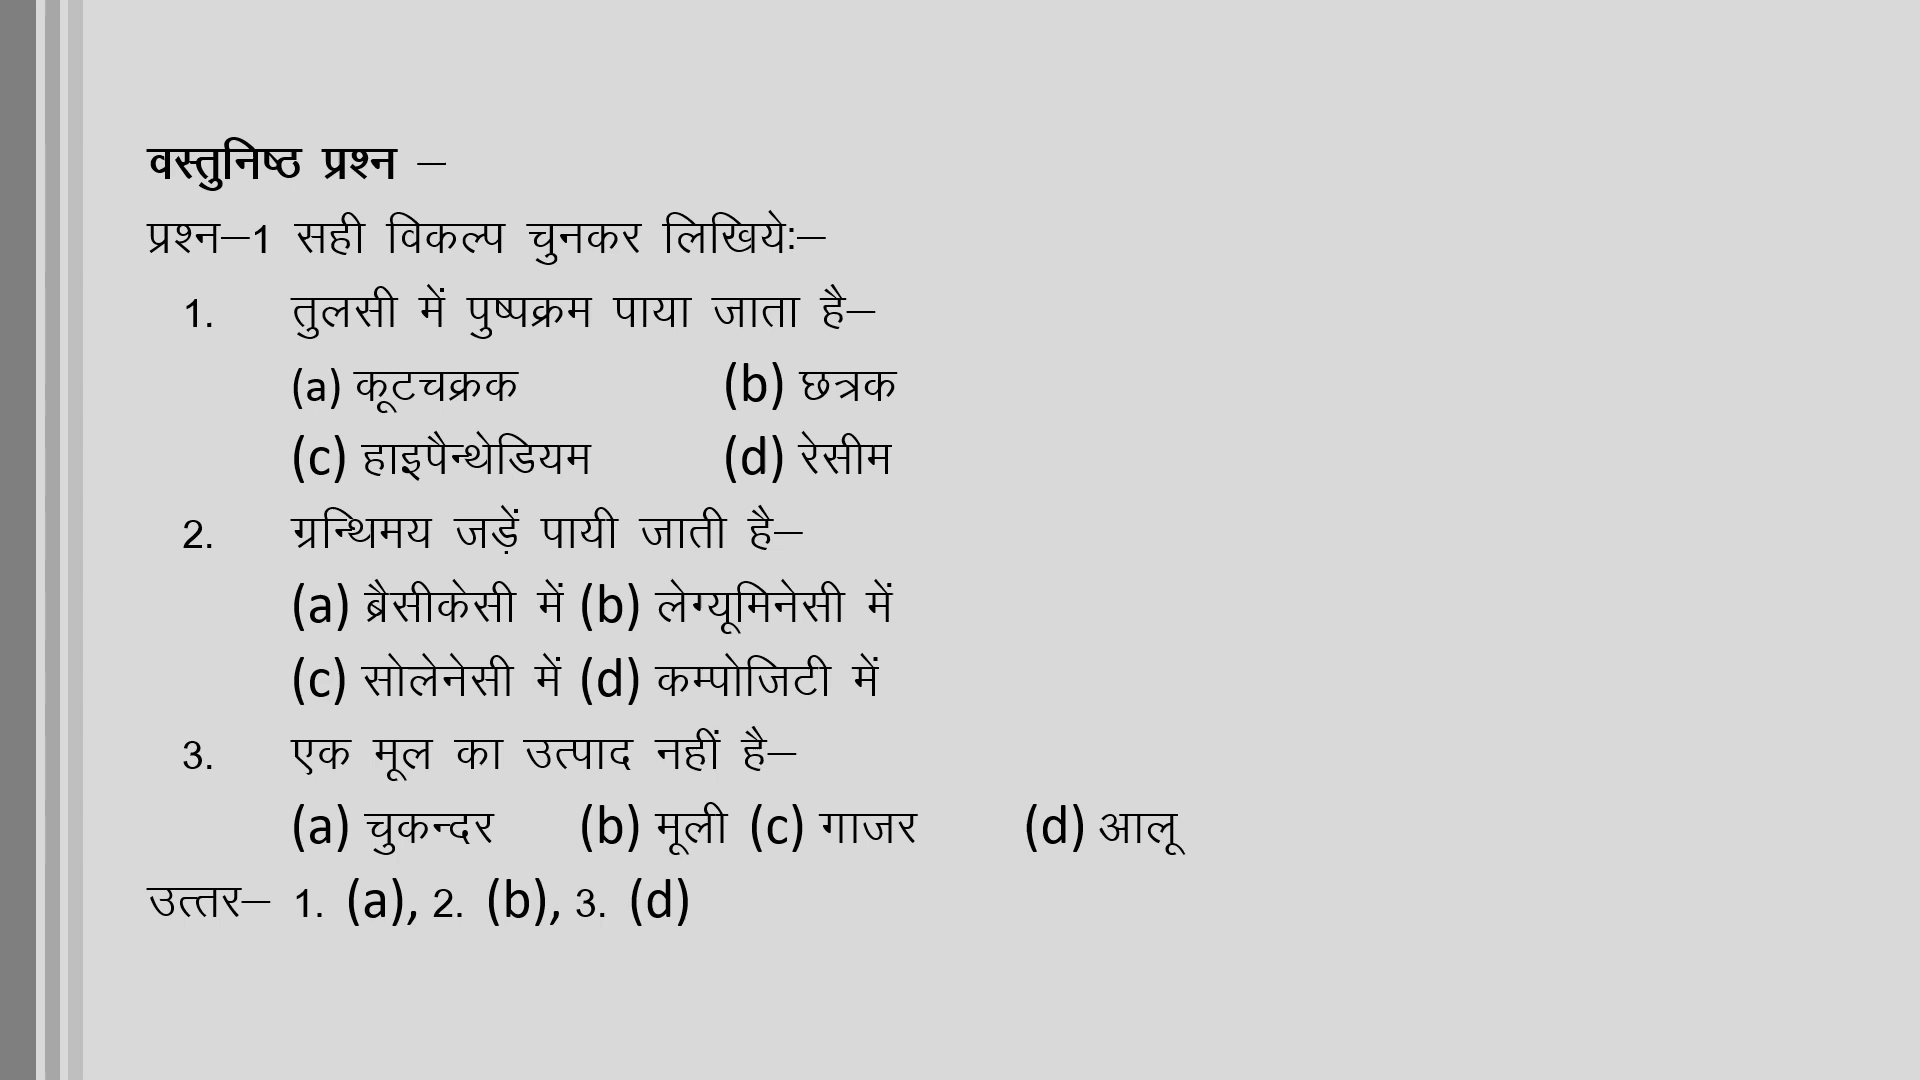 वस्तुनिष्ठ प्रश्न –
प्रश्न–1 सही विकल्प चुनकर लिखिये:–
1. तुलसी में पुष्पक्रम पाया जाता है–
(a) कूटचक्रक (b) छत्रक
(c) हाइपैन्थेडियम (d) रेसीम
2. ग्रन्थिमय जड़ें पायी जाती है–
(a) ब्रैसीकेसी में (b) लेग्यूमिनेसी में
(c) सोलेनेसी में (d) कम्पोजिटी में
3. एक मूल का उत्पाद नहीं है–
(a) चुकन्दर (b) मूली (c) गाजर (d) आलू
उत्तर– 1. (a), 2. (b), 3. (d)